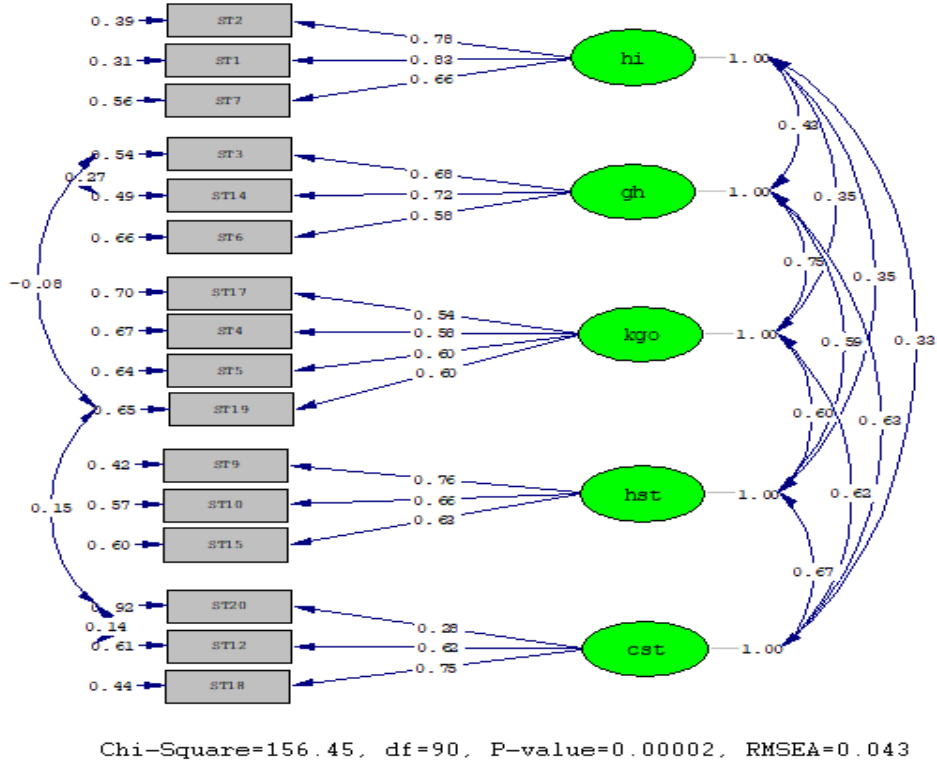 0.39 ST2 0.78
0.31 ST1 0.83 hi 1.00
0.56 ST7 0.66
0.43
0.54 ST3 0.68
0.27
0.49 ST14 0.72 gh 1.00 0.35
0.66 ST6 0.58
0.75 0.35
-0.08
0.70 ST17 0.54
0.67 ST4 0.58 kgo 1.00 0.59 0.33
0.64 ST5 0.60
0.65 ST19 0.60
0.60 0.63
0.42 ST9 0.76
0.15 0.57 ST10 0.66 hst 1.00 0.62
0.60 ST15 0.63
0.67
0.92 ST20 0.28
0.14
0.61 ST12 0.62 cst 1.00
0.44 ST18 0.75
Chi-Square=156.45, df=90, P-value=0.00002, RMSEA=0.043